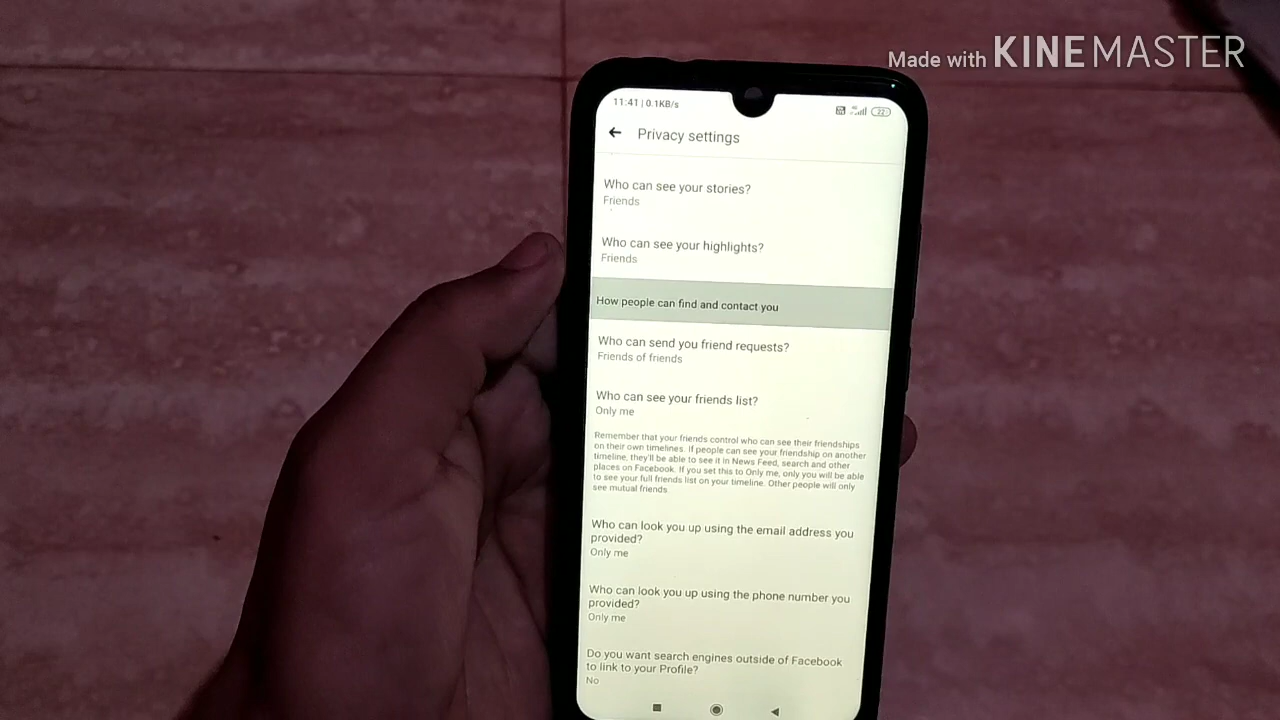 Made with KINEMASTER
11:41 | 0.1KB/s
22
Privacy settings
Who can see your stories?
Friends
Who can see your highlights?
Friends
How people can find and contact you
Who can send you friend requests?
Friends of friends
Who can see your friends list?
Only me
Remember that your friends control who can see their friendships
on their own timelines. If people can see your friendship on another
timeline, they'll be able to see it in News Feed, search and other
places on Facebook. If you set this to Only me, only you will be able
to see your full friends list on your timeline. Other people will only
see mutual friends.
Who can look you up using the email address you
provided?
Only me
Who can look you up using the phone number you
provided?
Only me
Do you want search engines outside of Facebook
to link to your Profile?
No